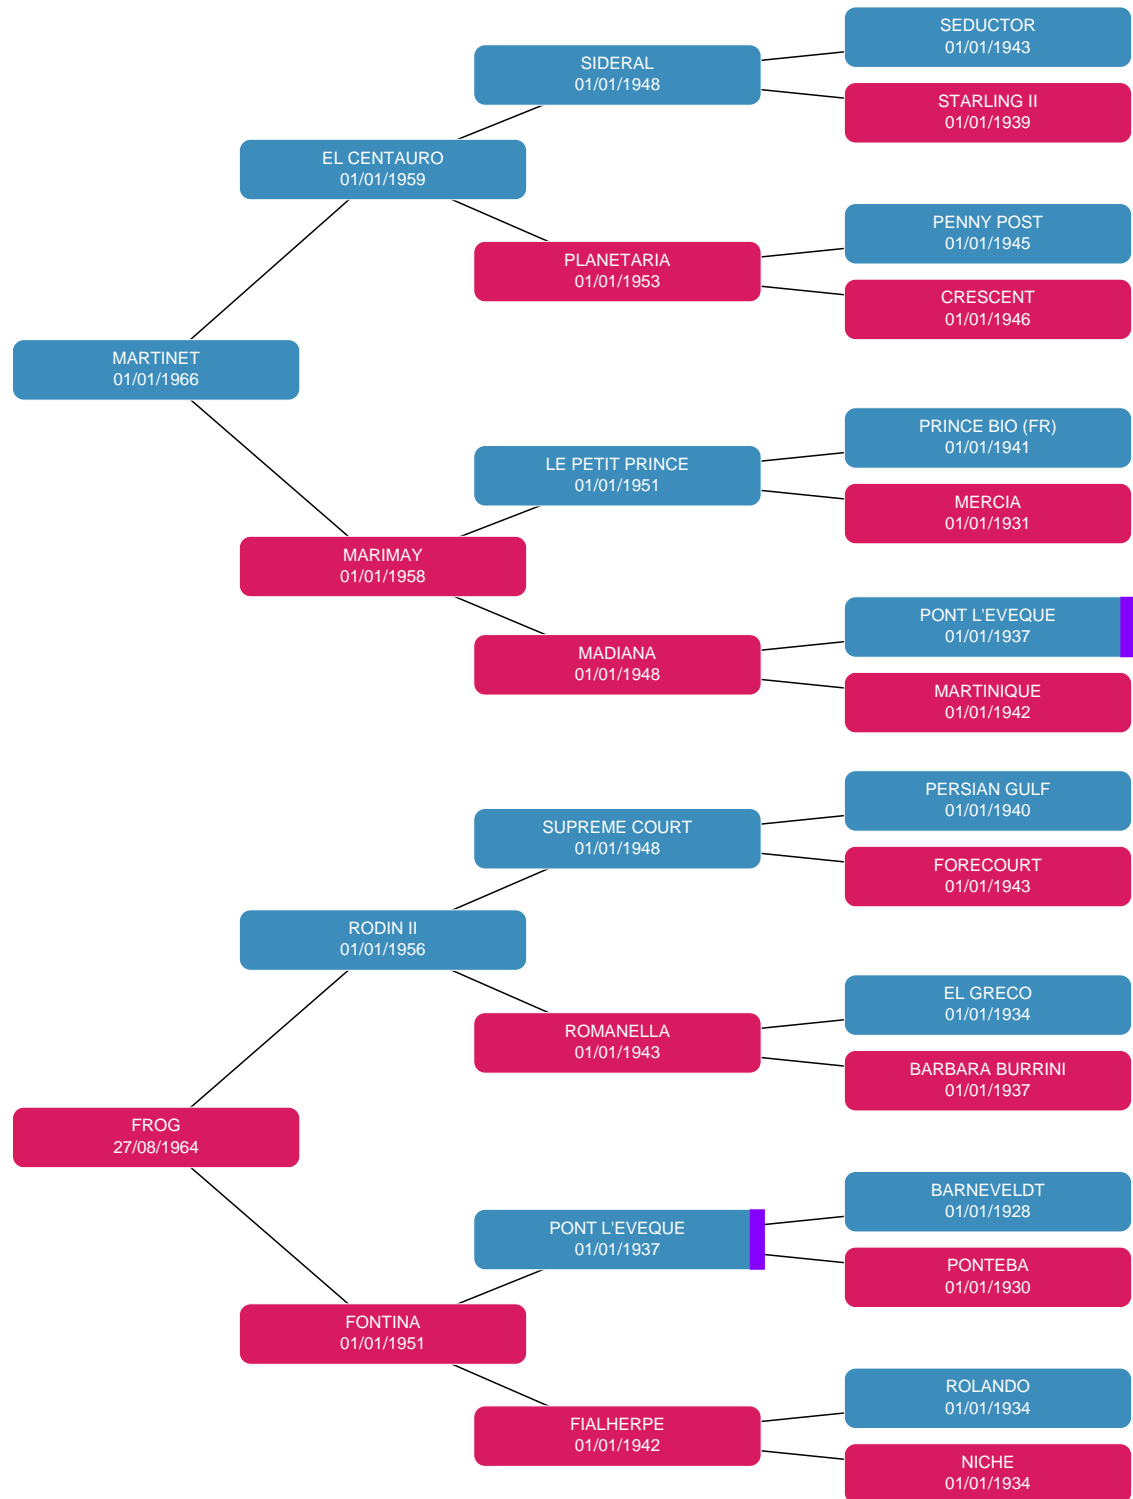 SEDUCTOR
01/01/1943
SIDERAL
01/01/1948
STARLING II
01/01/1939
EL CENTAURO
01/01/1959
PENNY POST
01/01/1945
PLANETARIA
01/01/1953
CRESCENT
01/01/1946
MARTINET
01/01/1966
PRINCE BIO (FR)
01/01/1941
LE PETIT PRINCE
01/01/1951
MERCIA
01/01/1931
MARIMAY
01/01/1958
PONT L'EVEQUE
01/01/1937
MADIANA
01/01/1948
MARTINIQUE
01/01/1942
PERSIAN GULF
01/01/1940
SUPREME COURT
01/01/1948
FORECOURT
01/01/1943
RODIN II
01/01/1956
EL GRECO
01/01/1934
ROMANELLA
01/01/1943
BARBARA BURRINI
01/01/1937
FROG
27/08/1964
BARNEVELDT
01/01/1928
PONT L'EVEQUE
01/01/1937
PONTEBA
01/01/1930
FONTINA
01/01/1951
ROLANDO
01/01/1934
FIALHERPE
01/01/1942
NICHE
01/01/1934